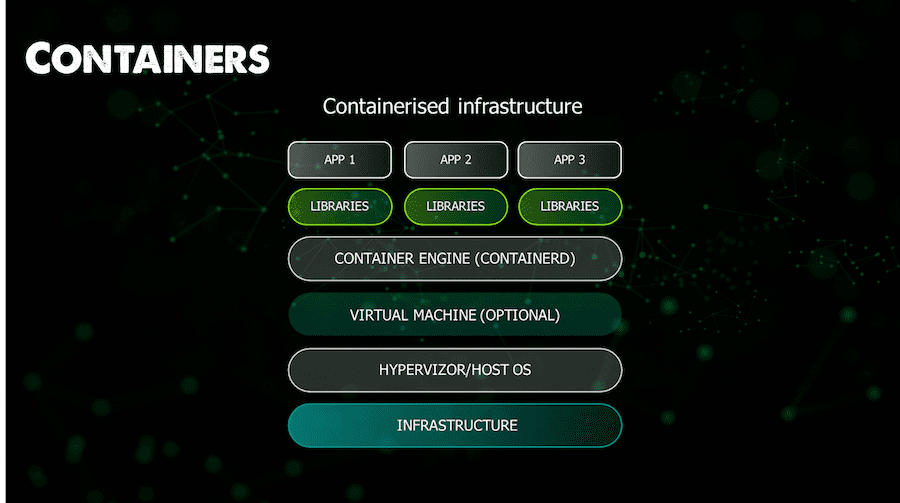 CONTAINERS
Containerised infrastructure
APP 1 APP 2 APP 3
LIBRARIES LIBRARIES LIBRARIES
CONTAINER ENGINE (CONTAINERD)
VIRTUAL MACHINE (OPTIONAL)
HYPERVIZOR/HOST OS
INFRASTRUCTURE